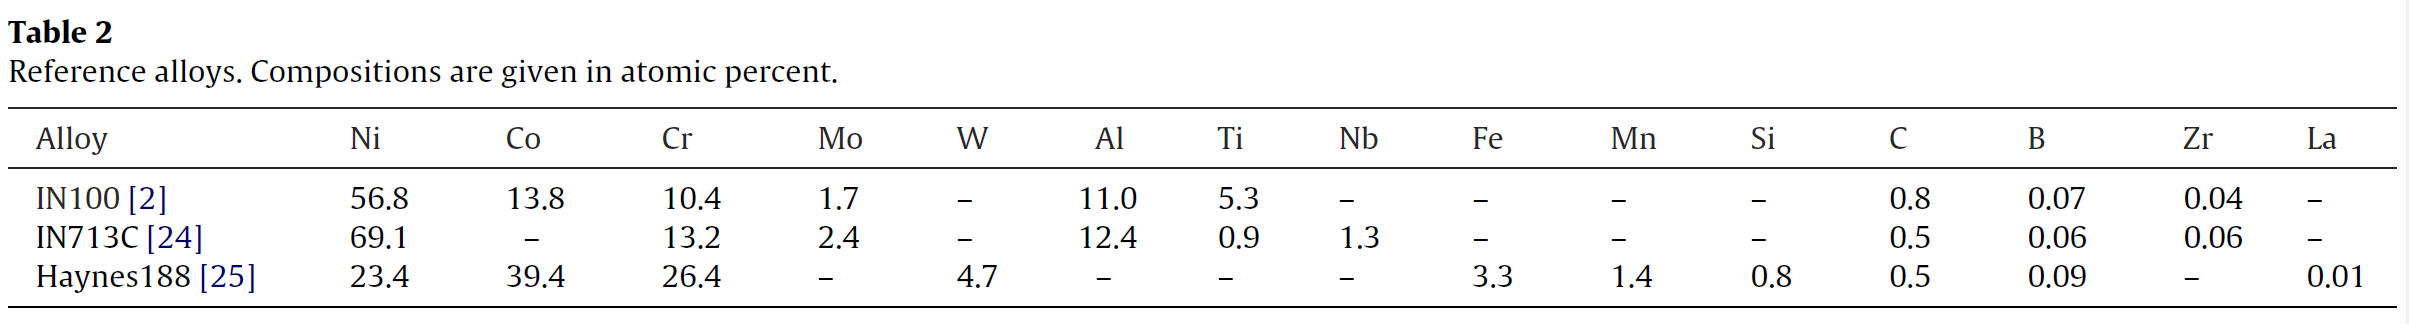 Table 2
Reference alloys. Compositions are given in atomic percent.
Alloy Ni Co Cr Mo W Al Ti Nb Fe Mn Si C B Zr La
IN100 [2] 56.8 13.8 10.4 1.7 – 11.0 5.3 – – – – 0.8 0.07 0.04 –
IN713C [24] 69.1 – 13.2 2.4 – 12.4 0.9 1.3 – – – 0.5 0.06 0.06 –
Haynes188 [25] 23.4 39.4 26.4 – 4.7 – – – 3.3 1.4 0.8 0.5 0.09 – 0.01